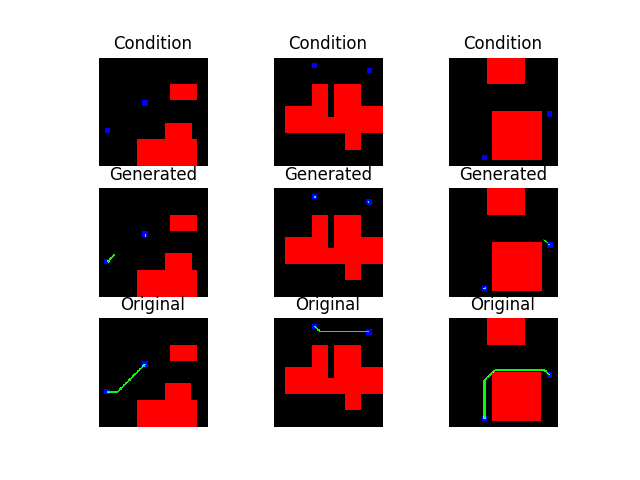 Condition Condition Condition
Generated Generated Generated
Original Original Original